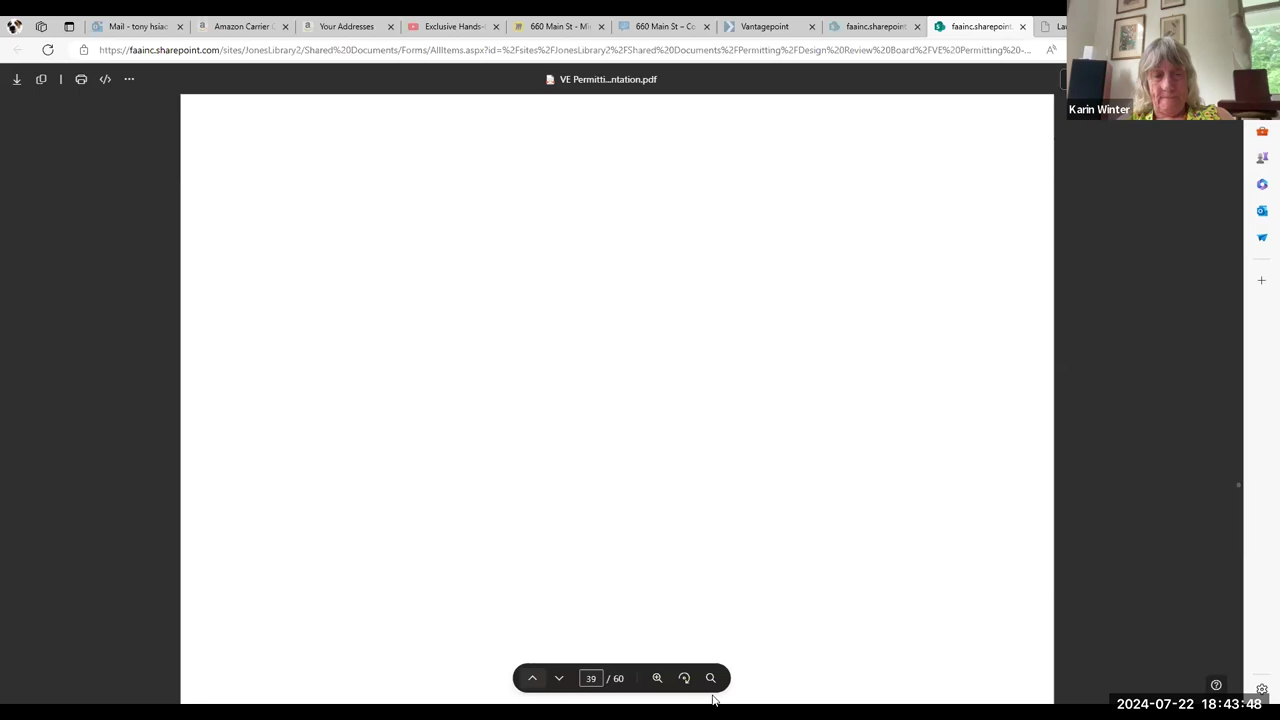 Mail - tony hsiac
Amazon Carrier C
Your Addresses
Exclusive Hands-
660 Main St - Mi
660 Main St – Co
Vantagepoint
faainc.sharepoint
faainc.sharepoint.
https://faainc.sharepoint.com/sites/JonesLibrary2/Shared%20Documents/Forms/AllItems.aspx?id=%2Fsites%2FJonesLibrary2%2FShared%20Documents%2FPermitting%2FDesign%20Review%20Board%2FVE%20Permitting%20-...
VE Permitti...ntation.pdf
Karin Winter
39 / 60
2024-07-22 18:43:48